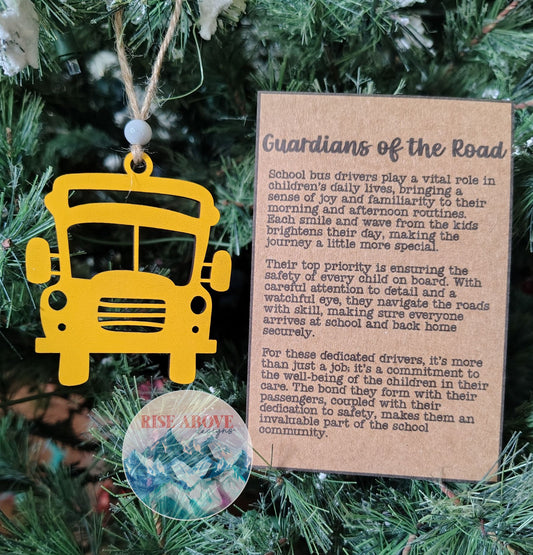 Guardians of the Road
School bus drivers play a vital role in
children's daily lives, bringing a
sense of joy and familiarity to their
morning and afternoon routines.
Each smile and wave from the kids
brightens their day, making the
journey a little more special.
Their top priority is ensuring the
safety of every child on board. With
careful attention to detail and a
watchful eye, they navigate the roads
with skill, making sure everyone
arrives at school and back home
securely.
For these dedicated drivers, it's more
than just a job; it's a commitment to
the well-being of the children in their
care. The bond they form with their
passengers, coupled with their
dedication to safety, makes them an
invaluable part of the school
community.
RISE ABOVE
designs